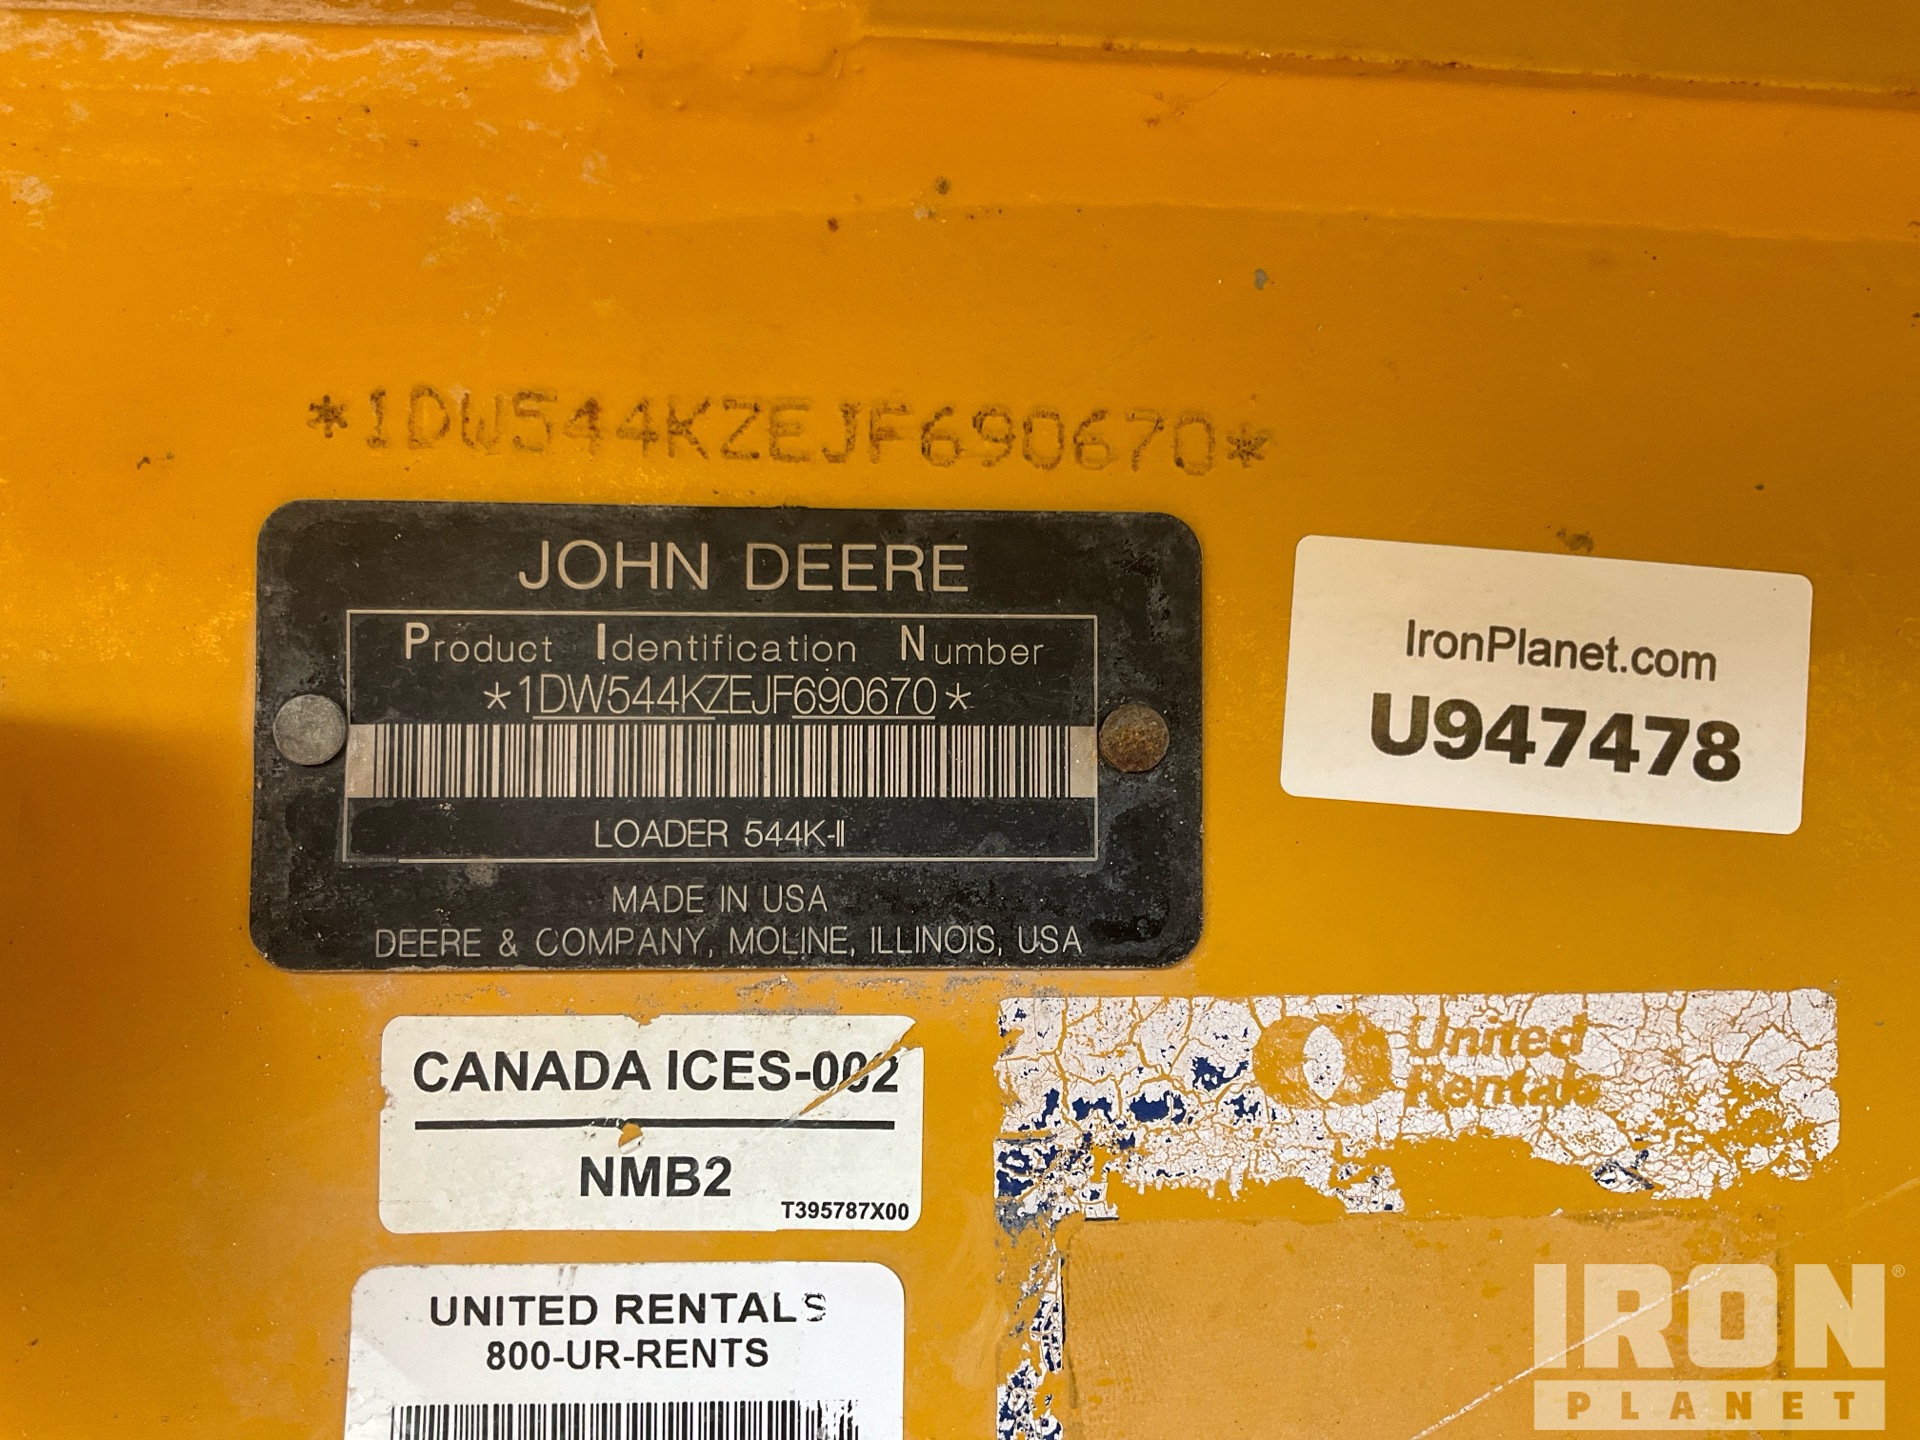 *1DW544KZEJF690670*
JOHN DEERE
Product Identification Number
*1DW544KZEJF690670*
LOADER 544K-II
MADE IN USA
DEERE & COMPANY, MOLINE, ILLINOIS, USA
IronPlanet.com
U947478
CANADA ICES-002
NMB2
T395787X00
United
Rentals
UNITED RENTALS
800-UR-RENTS
IRON®
PLANET